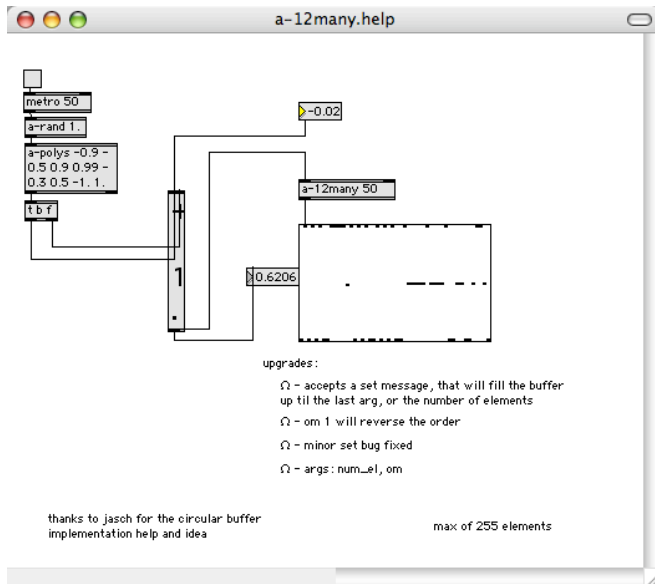 a-12many.help
metro 50
a-rand 1.
a-polys -0.9 -
0.5 0.9 0.99 -
0.3 0.5 -1. 1.
t b f
-0.02
a-12many 50
+
1
.
0.6206
upgrades:
Ω - accepts a set message, that will fill the buffer
up til the last arg, or the number of elements
Ω - om 1 will reverse the order
Ω - minor set bug fixed
Ω - args: num_el, om
thanks to jasch for the circular buffer
implementation help and idea
max of 255 elements